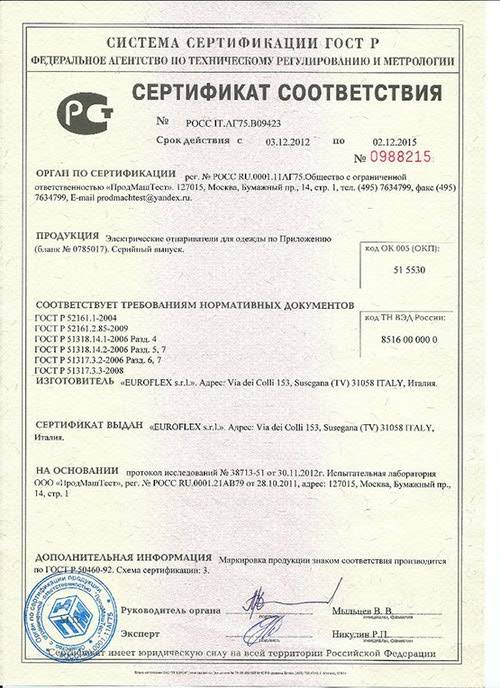 СИСТЕМА СЕРТИФИКАЦИИ ГОСТ Р
ФЕДЕРАЛЬНОЕ АГЕНТСТВО ПО ТЕХНИЧЕСКОМУ РЕГУЛИРОВАНИЮ И МЕТРОЛОГИИ
СЕРТИФИКАТ СООТВЕТСТВИЯ
№ РОСС IT.АГ75.В09423
Срок действия с 03.12.2012 по 02.12.2015
№ 0988215
ОРГАН ПО СЕРТИФИКАЦИИ рег. № РОСС RU.0001.11АГ75.Общество с ограниченной
ответственностью «ПродМашТест». 127015, Москва, Бумажный пр., 14, стр. 1, тел. (495) 7634799, факс (495)
7634799, E-mail prodmachtest@yandex.ru.
ПРОДУКЦИЯ Электрические отпариватели для одежды по Приложению
(бланк № 0785017). Серийный выпуск.
код ОК 005 (ОКП):
51 5530
СООТВЕТСТВУЕТ ТРЕБОВАНИЯМ НОРМАТИВНЫХ ДОКУМЕНТОВ
ГОСТ Р 52161.1-2004
ГОСТ Р 52161.2.85-2009
ГОСТ Р 51318.14.1-2006 Разд. 4
ГОСТ Р 51318.14.2-2006 Разд. 5, 7
ГОСТ Р 51317.3.2-2006 Разд. 6, 7
ГОСТ Р 51317.3.3-2008
код ТН ВЭД России:
8516 00 000 0
ИЗГОТОВИТЕЛЬ «EUROFLEX s.r.l.». Адрес: Via dei Colli 153, Susegana (TV) 31058 ITALY, Италия.
СЕРТИФИКАТ ВЫДАН «EUROFLEX s.r.l.». Адрес: Via dei Colli 153, Susegana (TV) 31058 ITALY,
Италия.
НА ОСНОВАНИИ протокол исследований № 38713-51 от 30.11.2012г. Испытательная лаборатория
ООО «ПродМашТест», рег. № РОСС RU.0001.21АВ79 от 28.10.2011, адрес: 127015, Москва, Бумажный пр.,
14, стр. 1
ДОПОЛНИТЕЛЬНАЯ ИНФОРМАЦИЯ Маркировка продукции знаком соответствия производится
по ГОСТ Р 50460-92. Схема сертификации: 3.
Руководитель органа Мыльцев В. В.
подпись инициалы, фамилия
Эксперт Никулин Р.П.
подпись инициалы, фамилия
Сертификат имеет юридическую силу на всей территории Российской Федерации